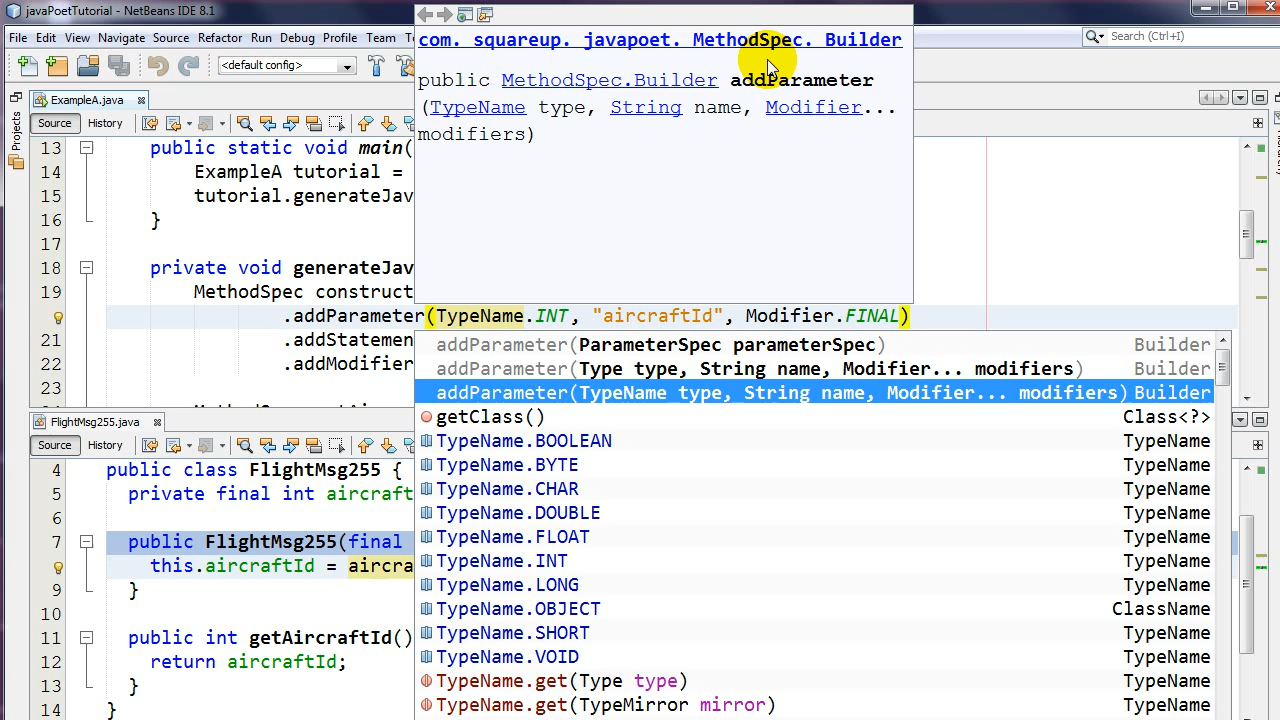 javaPoetTutorial - NetBeans IDE 8.1
File Edit View Navigate Source Refactor Run Debug Profile Team
Search (Ctrl+I)
<default config>
Projects
ExampleA.java
Source History
13 public static void main(
14 ExampleA tutorial =
15 tutorial.generateJav
16 }
17
18 private void generateJav
19 MethodSpec construct
.addParameter(TypeName.INT, "aircraftId", Modifier.FINAL)
21 .addStatemen
22 .addModifier
23
com. squareup. javapoet. MethodSpec. Builder
public MethodSpec.Builder addParameter
(TypeName type, String name, Modifier...
modifiers)
addParameter(ParameterSpec parameterSpec) Builder
addParameter(Type type, String name, Modifier... modifiers) Builder
addParameter(TypeName type, String name, Modifier... modifiers) Builder
getClass() Class<?>
TypeName.BOOLEAN TypeName
TypeName.BYTE TypeName
TypeName.CHAR TypeName
TypeName.DOUBLE TypeName
TypeName.FLOAT TypeName
TypeName.INT TypeName
TypeName.LONG TypeName
TypeName.OBJECT ClassName
TypeName.SHORT TypeName
TypeName.VOID TypeName
TypeName.get(Type type) TypeName
TypeName.get(TypeMirror mirror) TypeName
FlightMsg255.java
Source History
4 public class FlightMsg255 {
5 private final int aircraft
6
7 public FlightMsg255(final
this.aircraftId = aircra
9 }
10
11 public int getAircraftId()
12 return aircraftId;
13 }
14 }